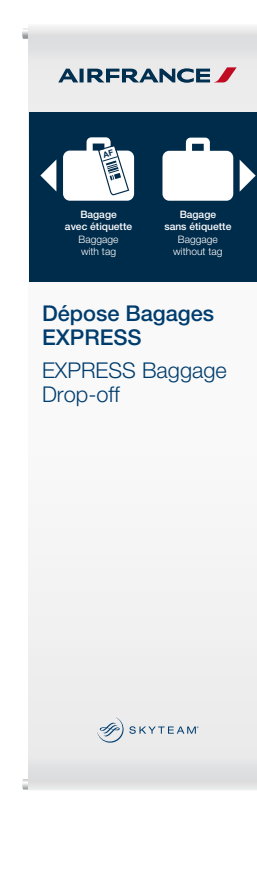 AIRFRANCE
AF
Bagage
avec étiquette
Baggage
with tag
Bagage
sans étiquette
Baggage
without tag
Dépose Bagages
EXPRESS
EXPRESS Baggage
Drop-off
SKYTEAM